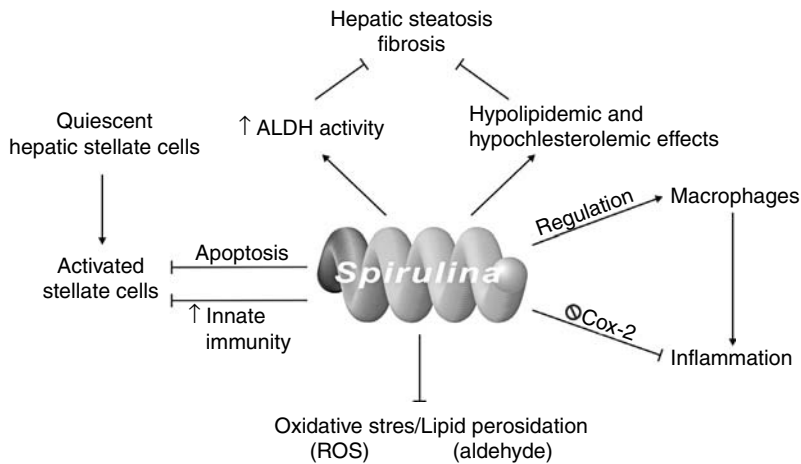 Hepatic steatosis
fibrosis
Quiescent
hepatic stellate cells
↑ ALDH activity
Hypolipidemic and
hypochlesterolemic effects
Regulation
Macrophages
Activated
stellate cells
Apoptosis
↑ Innate
immunity
Spirulina
Cox-2
Inflammation
Oxidative stres/Lipid perosidation
(ROS) (aldehyde)